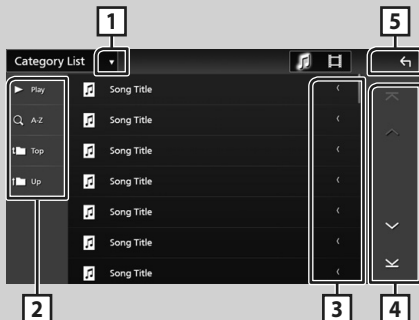 1
5
Category List
Play
Song Title
A-Z
Song Title
Top
Song Title
Up
Song Title
Song Title
Song Title
Song Title
2
3
4